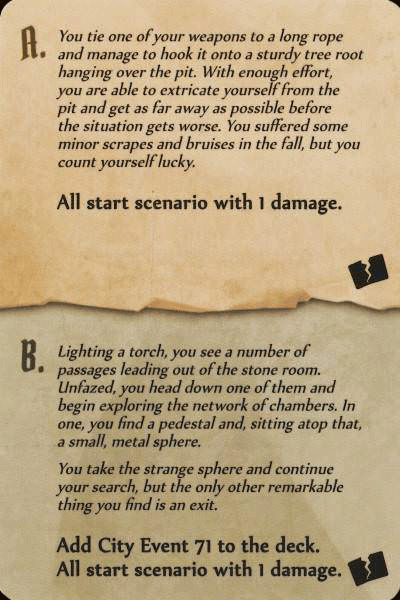 A. You tie one of your weapons to a long rope
and manage to hook it onto a sturdy tree root
hanging over the pit. With enough effort,
you are able to extricate yourself from the
pit and get as far away as possible before
the situation gets worse. You suffered some
minor scrapes and bruises in the fall, but you
count yourself lucky.
All start scenario with 1 damage.
B. Lighting a torch, you see a number of
passages leading out of the stone room.
Unfazed, you head down one of them and
begin exploring the network of chambers. In
one, you find a pedestal and, sitting atop that,
a small, metal sphere.
You take the strange sphere and continue
your search, but the only other remarkable
thing you find is an exit.
Add City Event 71 to the deck.
All start scenario with 1 damage.